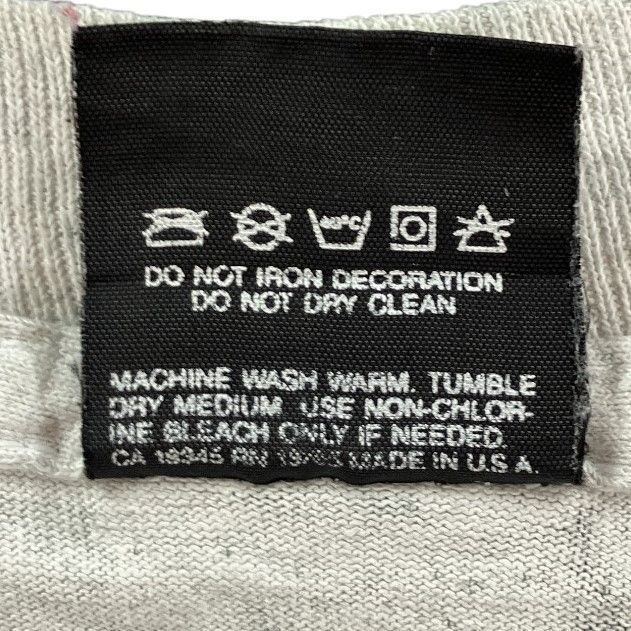 40°C
DO NOT IRON DECORATION
DO NOT DRY CLEAN
MACHINE WASH WARM. TUMBLE
DRY MEDIUM. USE NON-CHLOR-
INE BLEACH ONLY IF NEEDED.
CA 19345 RN MADE IN U.S.A.